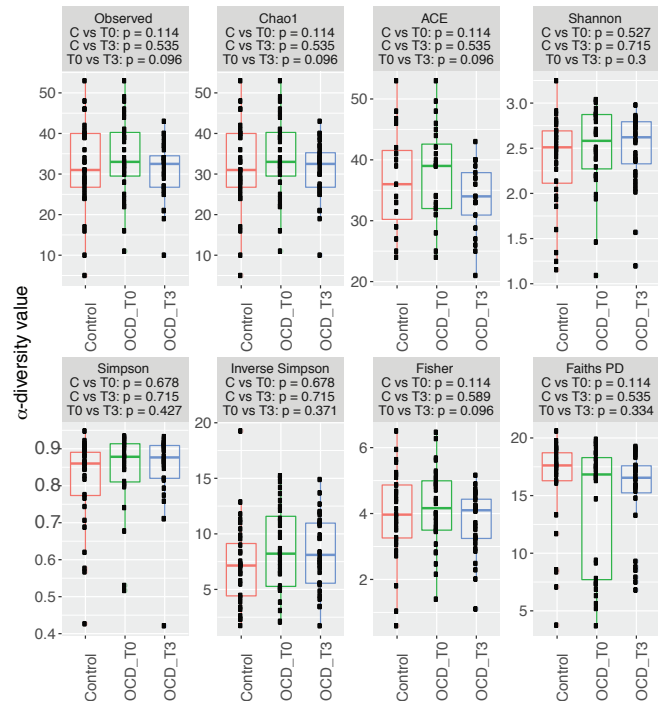 α-diversity value
Observed
C vs T0: p = 0.114
C vs T3: p = 0.535
T0 vs T3: p = 0.096
50
40
30
20
10
Control
OCD_T0
OCD_T3
Chao1
C vs T0: p = 0.114
C vs T3: p = 0.535
T0 vs T3: p = 0.096
50
40
30
20
10
Control
OCD_T0
OCD_T3
ACE
C vs T0: p = 0.114
C vs T3: p = 0.535
T0 vs T3: p = 0.096
50
40
30
20
Control
OCD_T0
OCD_T3
Shannon
C vs T0: p = 0.527
C vs T3: p = 0.715
T0 vs T3: p = 0.3
3.0
2.5
2.0
1.5
1.0
Control
OCD_T0
OCD_T3
Simpson
C vs T0: p = 0.678
C vs T3: p = 0.715
T0 vs T3: p = 0.427
0.9
0.8
0.7
0.6
0.5
0.4
Control
OCD_T0
OCD_T3
Inverse Simpson
C vs T0: p = 0.678
C vs T3: p = 0.715
T0 vs T3: p = 0.371
20
15
10
5
Control
OCD_T0
OCD_T3
Fisher
C vs T0: p = 0.114
C vs T3: p = 0.589
T0 vs T3: p = 0.096
6
4
2
Control
OCD_T0
OCD_T3
Faiths PD
C vs T0: p = 0.114
C vs T3: p = 0.535
T0 vs T3: p = 0.334
20
15
10
5
Control
OCD_T0
OCD_T3